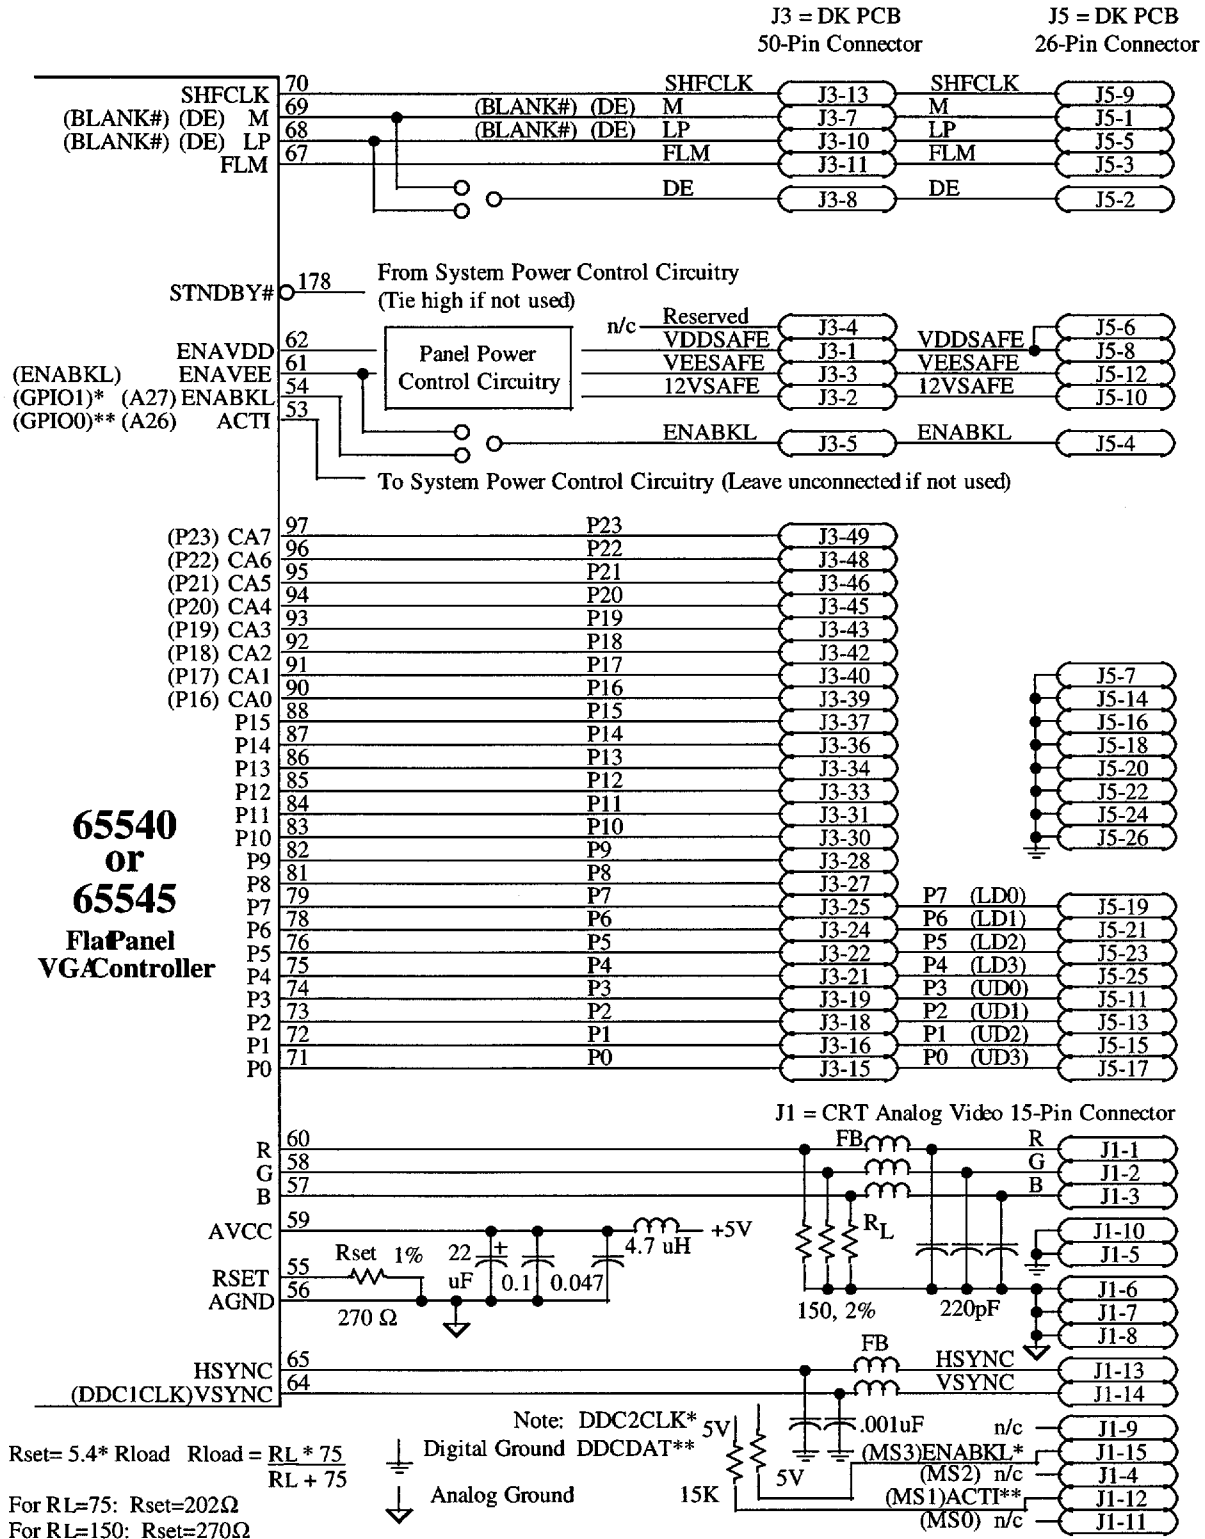 J3 = DK PCB J5 = DK PCB
50-Pin Connector 26-Pin Connector
SHFCLK 70 SHFCLK J3-13 SHFCLK J5-9
(BLANK#) (DE) M 69 (BLANK#) (DE) M J3-7 M J5-1
(BLANK#) (DE) LP 68 (BLANK#) (DE) LP J3-10 LP J5-5
FLM 67 FLM J3-11 FLM J5-3
DE J3-8 DE J5-2
STNDBY# 178 From System Power Control Circuitry
(Tie high if not used)
n/c Reserved J3-4 J5-6
ENAVDD 62 VDDSAFE J3-1 VDDSAFE J5-8
(ENABKL) ENAVEE 61 VEESAFE J3-3 VEESAFE J5-12
(GPIO1)* (A27) ENABKL 54 12VSAFE J3-2 12VSAFE J5-10
Panel Power
Control Circuitry
(GPIO0)** (A26) ACTI 53
ENABKL J3-5 ENABKL J5-4
To System Power Control Circuitry (Leave unconnected if not used)
(P23) CA7 97 P23 J3-49
(P22) CA6 96 P22 J3-48
(P21) CA5 95 P21 J3-46
(P20) CA4 94 P20 J3-45
(P19) CA3 93 P19 J3-43
(P18) CA2 92 P18 J3-42
(P17) CA1 91 P17 J3-40 J5-7
(P16) CA0 90 P16 J3-39 J5-14
P15 88 P15 J3-37 J5-16
P14 87 P14 J3-36 J5-18
P13 86 P13 J3-34 J5-20
P12 85 P12 J3-33 J5-22
P11 84 P11 J3-31 J5-24
P10 83 P10 J3-30 J5-26
P9 82 P9 J3-28
P8 81 P8 J3-27
P7 79 P7 J3-25 P7 (LD0) J5-19
P6 78 P6 J3-24 P6 (LD1) J5-21
P5 76 P5 J3-22 P5 (LD2) J5-23
P4 75 P4 J3-21 P4 (LD3) J5-25
P3 74 P3 J3-19 P3 (UD0) J5-11
P2 73 P2 J3-18 P2 (UD1) J5-13
P1 72 P1 J3-16 P1 (UD2) J5-15
P0 71 P0 J3-15 P0 (UD3) J5-17
65540
or
65545
Flat Panel
VGA Controller
J1 = CRT Analog Video 15-Pin Connector
R 60 FB R J1-1
G 58 G J1-2
B 57 B J1-3
AVCC 59 +5V RL J1-10
4.7 uH J1-5
Rset 1% 22 + uF 0.1 0.047
RSET 55 J1-6
AGND 56 150, 2% 220pF J1-7
270 Ω J1-8
FB
HSYNC 65 HSYNC J1-13
(DDC1CLK)VSYNC 64 VSYNC J1-14
Note: DDC2CLK* 5V .001uF n/c J1-9
Digital Ground DDCDAT** (MS3)ENABKL* J1-15
5V (MS2) n/c J1-4
Analog Ground 15K (MS1)ACTI** J1-12
(MS0) n/c J1-11
Rset= 5.4* Rload Rload = RL * 75
RL + 75
For RL=75: Rset=202Ω
For RL=150: Rset=270Ω